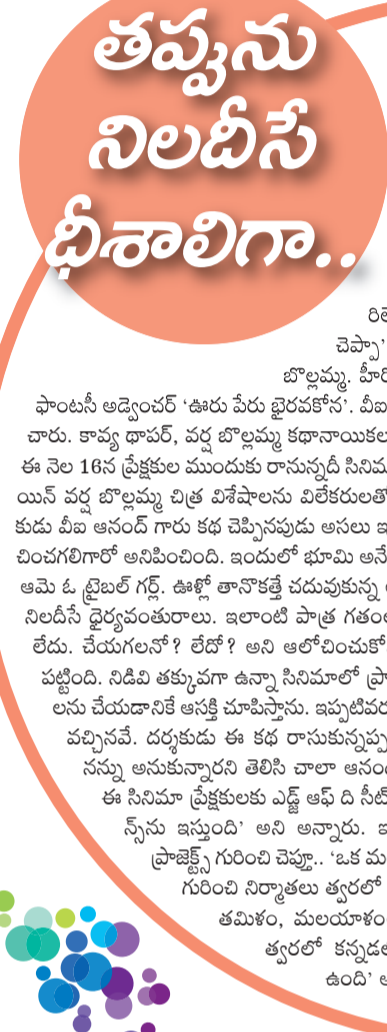 తప్పును
నిలదీసే
ధీశాలిగా..
చెప్పా'
బొల్లమ్మ. హీరో
ఫాంటసీ అడ్వెంచర్ 'ఊరు పేరు భైరవకోన'. వీఐ
చారు. కావ్య థాపర్, వర్ష బొల్లమ్మ కథానాయికల
ఈ నెల 16న ప్రేక్షకుల ముందుకు రానున్నదీ సినిమ
యిన్ వర్ష బొల్లమ్మ చిత్ర విశేషాలను విలేకరులతో
కుడు వీఐ ఆనంద్ గారు కథ చెప్పినపుడు అసలు ఇ
చించగలిగారో అనిపించింది. ఇందులో భూమి అనే
ఆమె ఓ ట్రైబల్ గర్ల్. ఊళ్లో తానొకత్తే చదువుకున్న
నిలదీసే ధైర్యవంతురాలు. ఇలాంటి పాత్ర గతంల
లేదు. చేయగలనో? లేదో? అని ఆలోచించుకో
పట్టింది. నిడివి తక్కువగా ఉన్నా సినిమాలో ప్రా
లను చేయడానికే ఆసక్తి చూపిస్తాను. ఇప్పటివర
వచ్చినవే. దర్శకుడు ఈ కథ రాసుకున్నప్ప
నన్ను అనుకున్నారని తెలిసి చాలా ఆనం
ఈ సినిమా ప్రేక్షకులకు ఎడ్జ్ ఆఫ్ ది సీట్
న్స్‌ను ఇస్తుంది' అని అన్నారు. ఇ
ప్రాజెక్ట్స్ గురించి చెప్తూ.. 'ఒక మ
గురించి నిర్మాతలు త్వరలో
తమిళం, మలయాళం
త్వరలో కన్నడల
ఉంది' అ